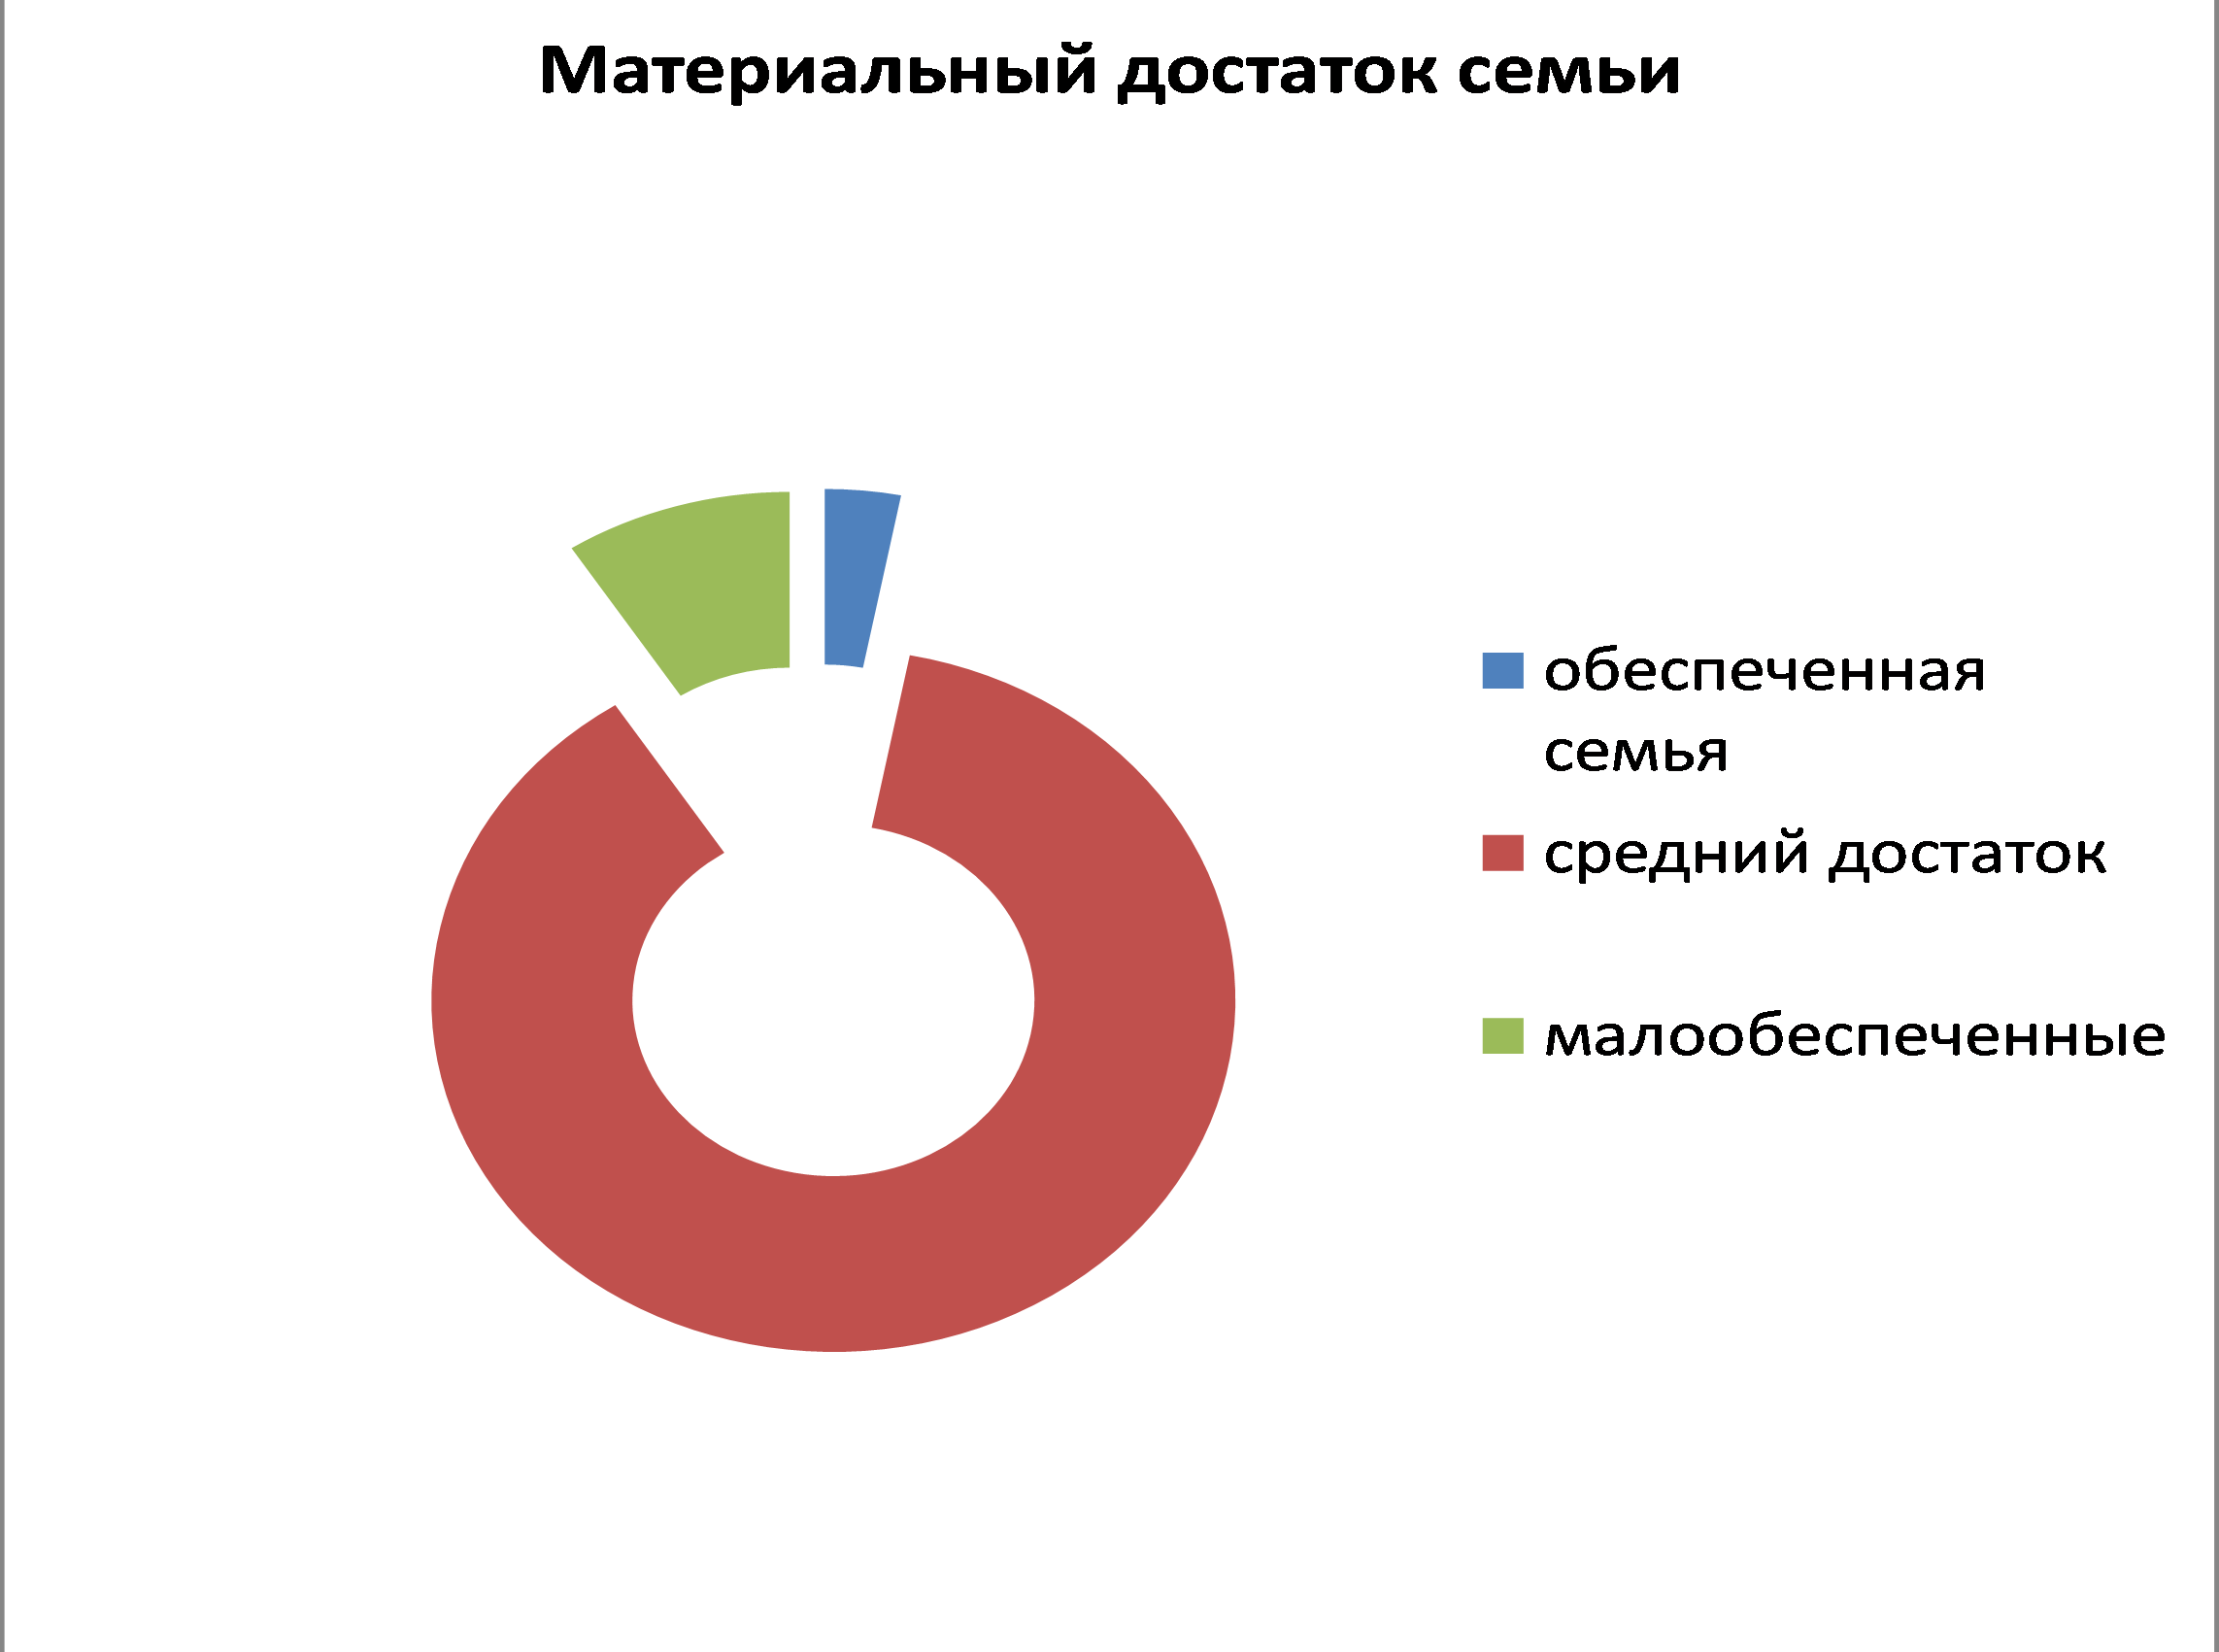 Материальный достаток семьи
обеспеченная
семья
средний достаток
малообеспеченные